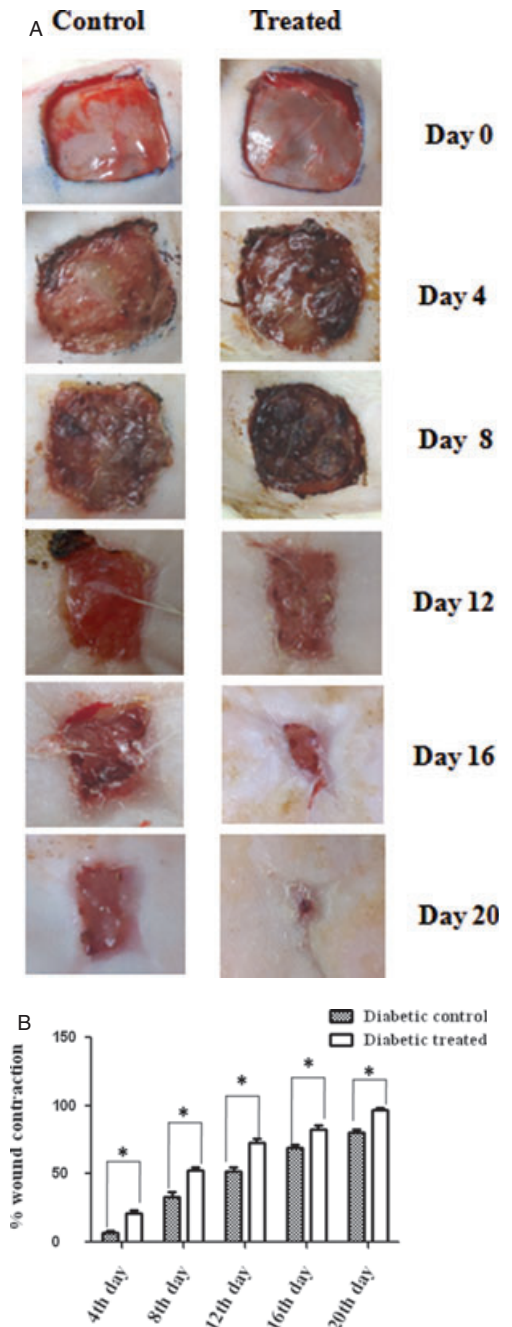 A Control Treated
Day 0
Day 4
Day 8
Day 12
Day 16
Day 20
B
Diabetic control
Diabetic treated
% wound contraction
150
100
50
0
*
*
*
*
*
4th day
8th day
12th day
16th day
20th day